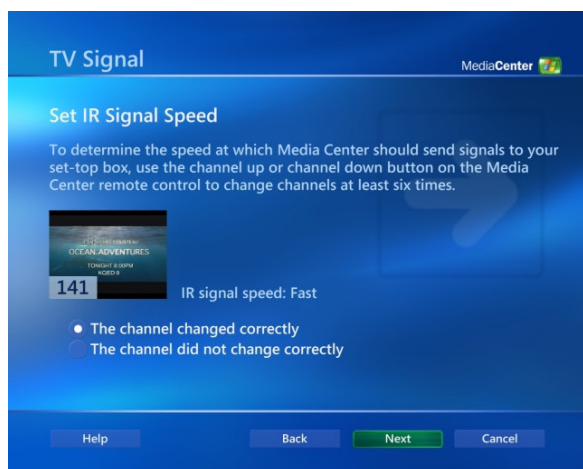 TV Signal
MediaCenter
Set IR Signal Speed
To determine the speed at which Media Center should send signals to your
set-top box, use the channel up or channel down button on the Media
Center remote control to change channels at least six times.
OCEAN ADVENTURES
TONIGHT 8:00PM
KQED 9
141
IR signal speed: Fast
The channel changed correctly
The channel did not change correctly
Help
Back
Next
Cancel